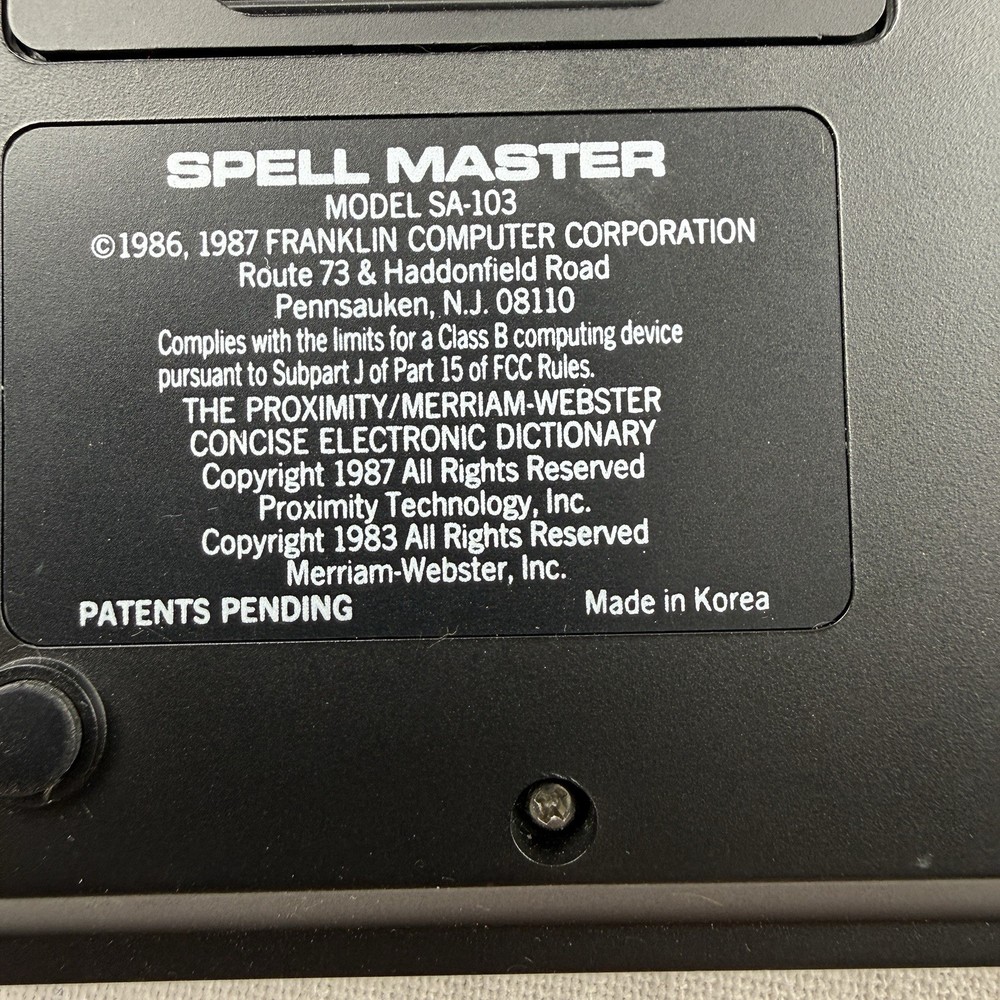 SPELL MASTER
MODEL SA-103
©1986, 1987 FRANKLIN COMPUTER CORPORATION
Route 73 & Haddonfield Road
Pennsauken, N.J. 08110
Complies with the limits for a Class B computing device
pursuant to Subpart J of Part 15 of FCC Rules.
THE PROXIMITY/MERRIAM-WEBSTER
CONCISE ELECTRONIC DICTIONARY
Copyright 1987 All Rights Reserved
Proximity Technology, Inc.
Copyright 1983 All Rights Reserved
Merriam-Webster, Inc.
PATENTS PENDING Made in Korea